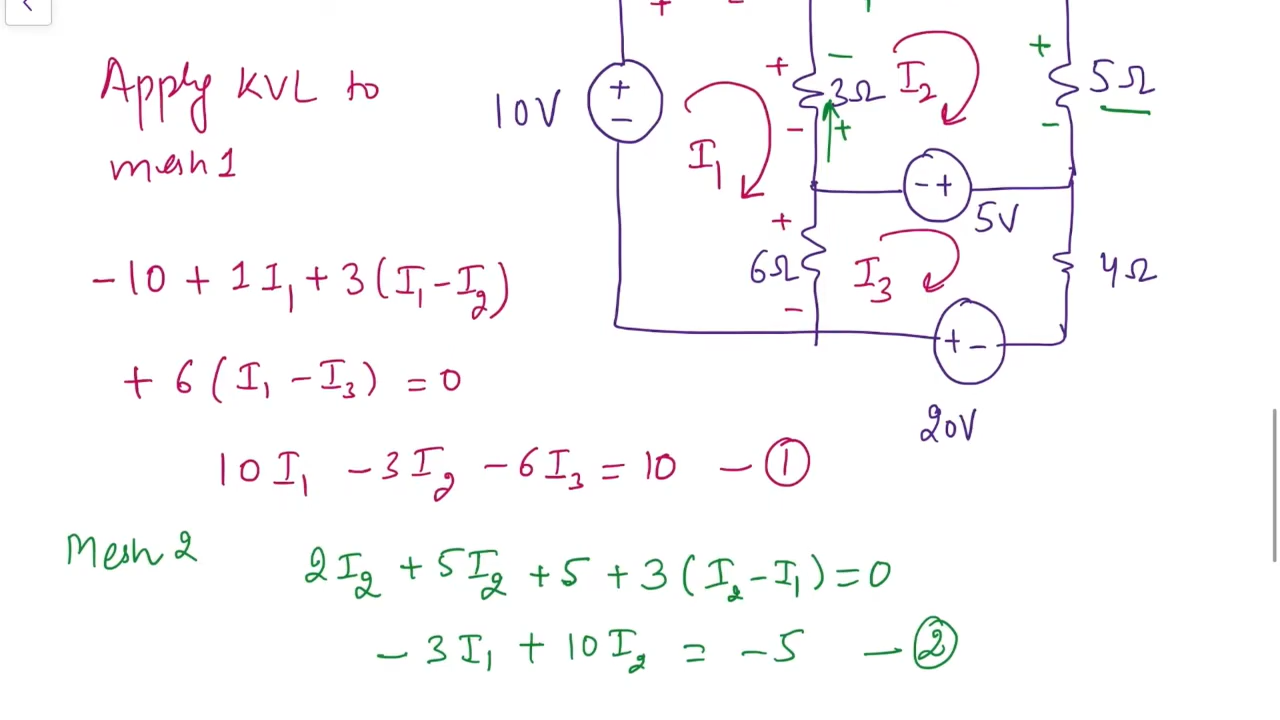 Apply KVL to
mesh 1
10V
+
−
+
−
3Ω
−
+
I₁
I₂
+
−
5Ω
- +
5V
+
−
6Ω
I₃
4Ω
+ -
20V
-10 + 1 I₁ + 3 (I₁ - I₂)
+ 6 (I₁ - I₃) = 0
10 I₁ - 3 I₂ - 6 I₃ = 10 — ①
Mesh 2
2 I₂ + 5 I₂ + 5 + 3 (I₂ - I₁) = 0
- 3 I₁ + 10 I₂ = -5 — ②